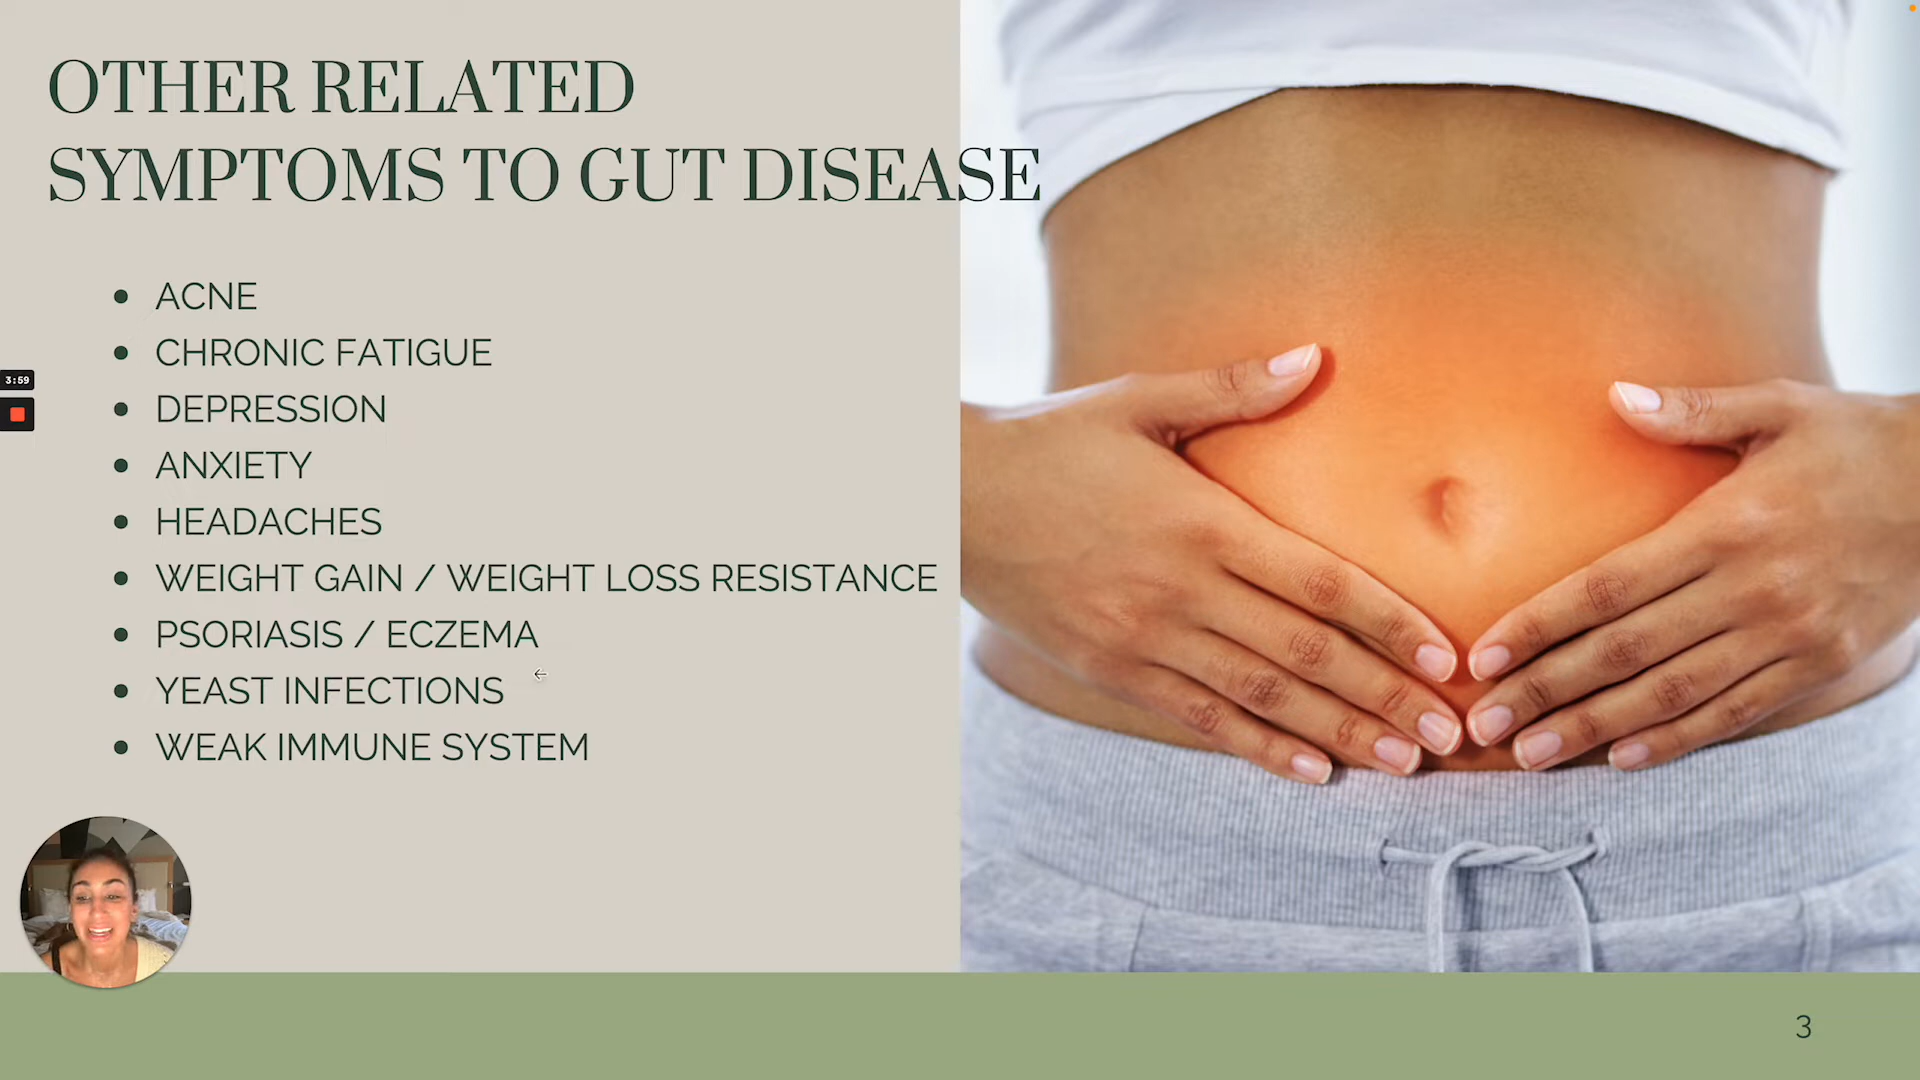 OTHER RELATED
SYMPTOMS TO GUT DISEASE
• ACNE
• CHRONIC FATIGUE
• DEPRESSION
• ANXIETY
• HEADACHES
• WEIGHT GAIN / WEIGHT LOSS RESISTANCE
• PSORIASIS / ECZEMA
• YEAST INFECTIONS
• WEAK IMMUNE SYSTEM
3:59
3